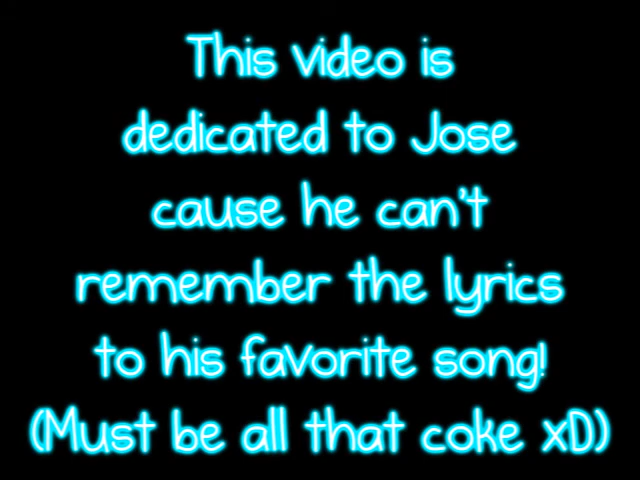 This video is
dedicated to Jose
cause he can't
remember the lyrics
to his favorite song!
(Must be all that coke xD)